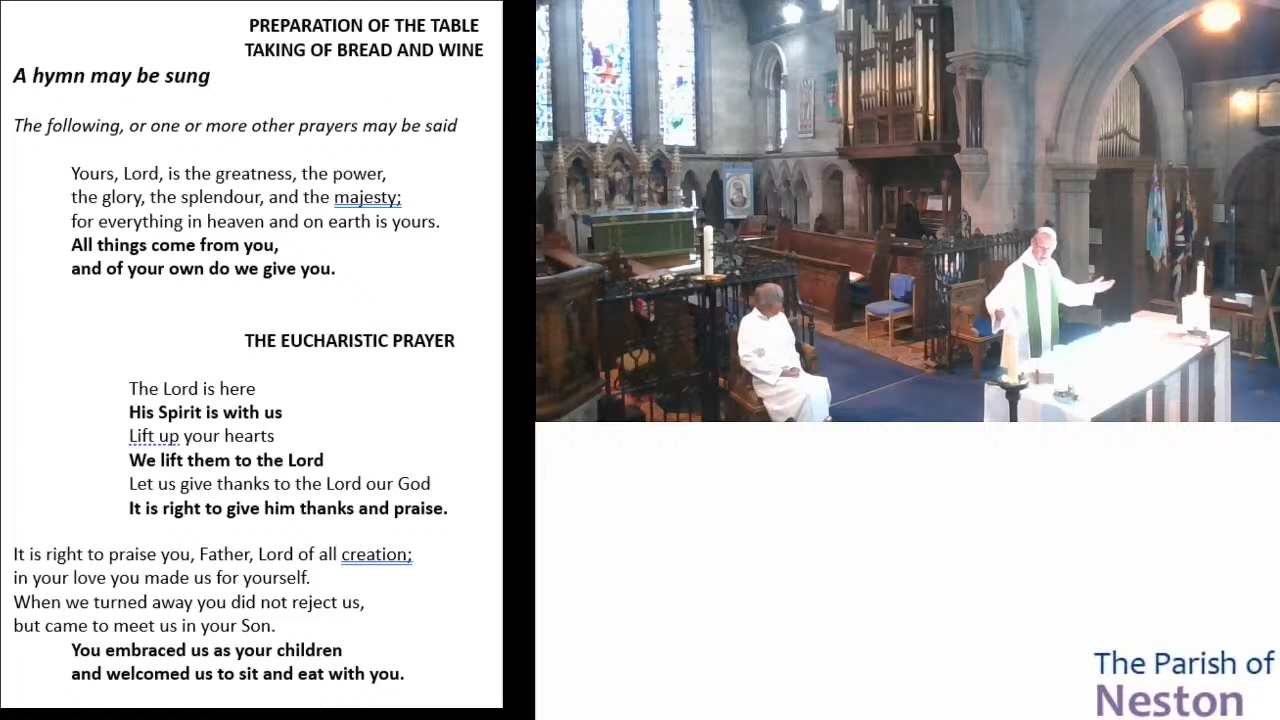 PREPARATION OF THE TABLE
TAKING OF BREAD AND WINE
A hymn may be sung
The following, or one or more other prayers may be said
Yours, Lord, is the greatness, the power,
the glory, the splendour, and the majesty;
for everything in heaven and on earth is yours.
All things come from you,
and of your own do we give you.
THE EUCHARISTIC PRAYER
The Lord is here
His Spirit is with us
Lift up your hearts
We lift them to the Lord
Let us give thanks to the Lord our God
It is right to give him thanks and praise.
It is right to praise you, Father, Lord of all creation;
in your love you made us for yourself.
When we turned away you did not reject us,
but came to meet us in your Son.
You embraced us as your children
and welcomed us to sit and eat with you.
The Parish of
Neston